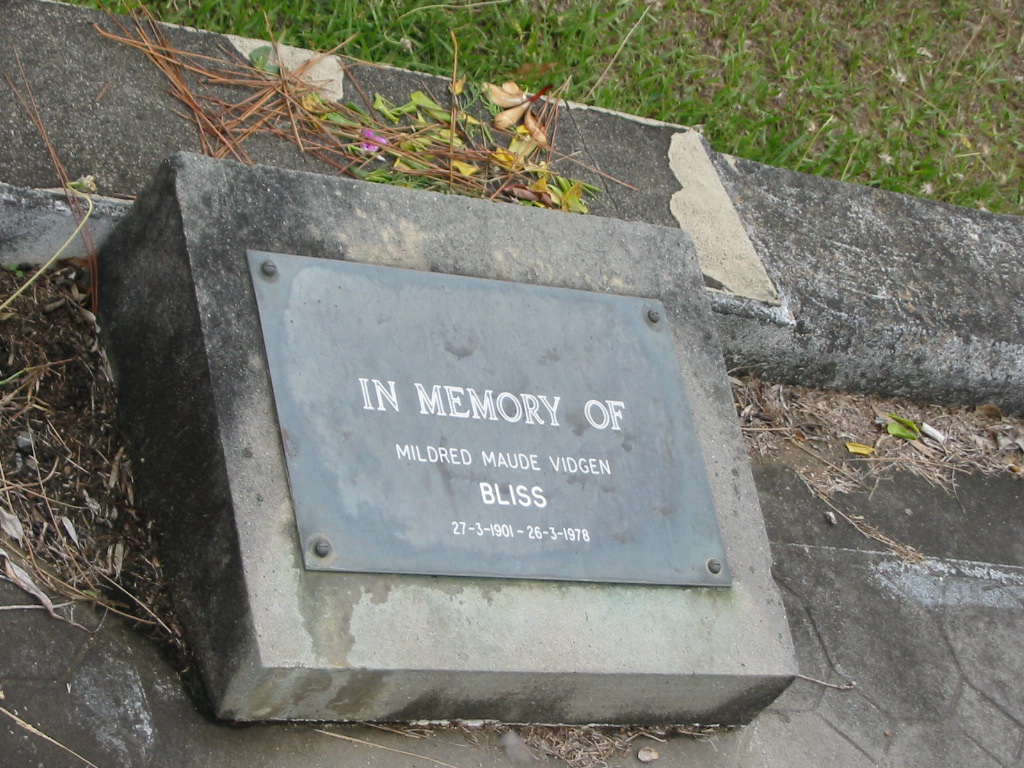 IN MEMORY OF
MILDRED MAUDE VIDGEN
BLISS
27-3-1901-26-3-1978